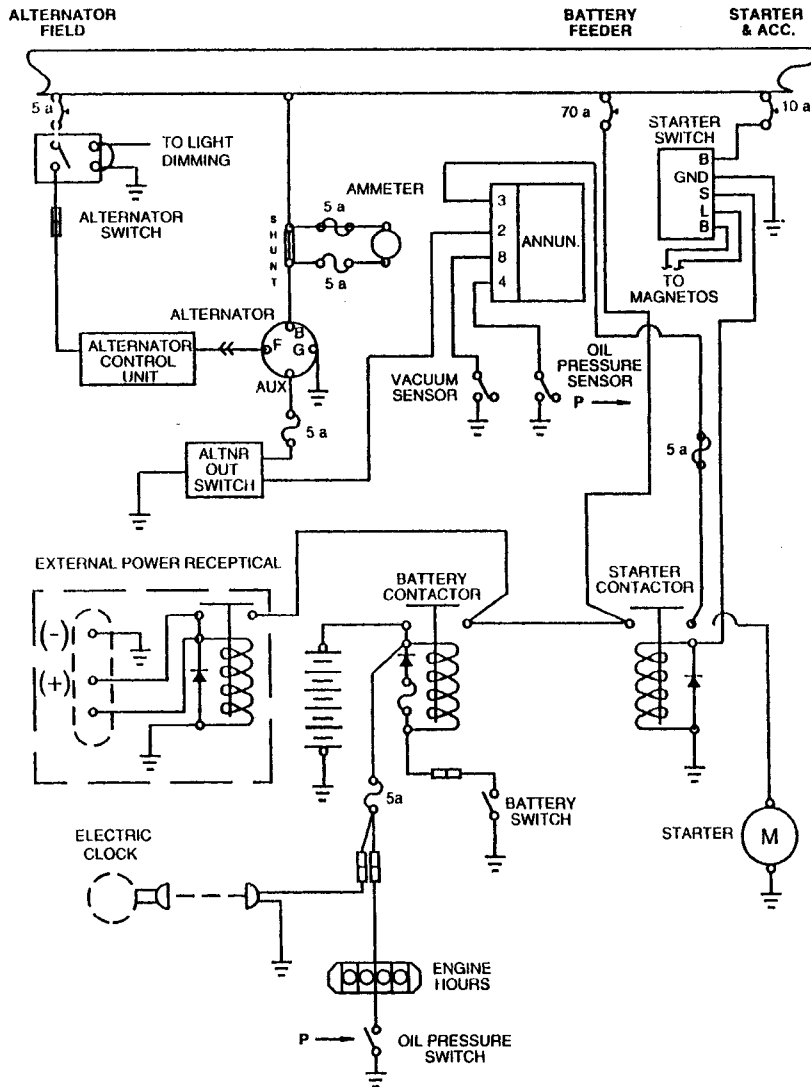 ALTERNATOR
FIELD
BATTERY
FEEDER
STARTER
& ACC.
5 a
70 a
10 a
TO LIGHT
DIMMING
STARTER
SWITCH
B
GND
S
L
B
TO
MAGNETOS
ALTERNATOR
SWITCH
SHUNT
5 a
5 a
AMMETER
3
2
8
4
ANNUN.
ALTERNATOR
B
F
G
AUX
ALTERNATOR
CONTROL
UNIT
5 a
VACUUM
SENSOR
OIL
PRESSURE
SENSOR
P
5 a
ALTNR
OUT
SWITCH
EXTERNAL POWER RECEPTICAL
(-)
(+)
BATTERY
CONTACTOR
STARTER
CONTACTOR
5a
BATTERY
SWITCH
STARTER
M
ELECTRIC
CLOCK
ENGINE
HOURS
P
OIL PRESSURE
SWITCH